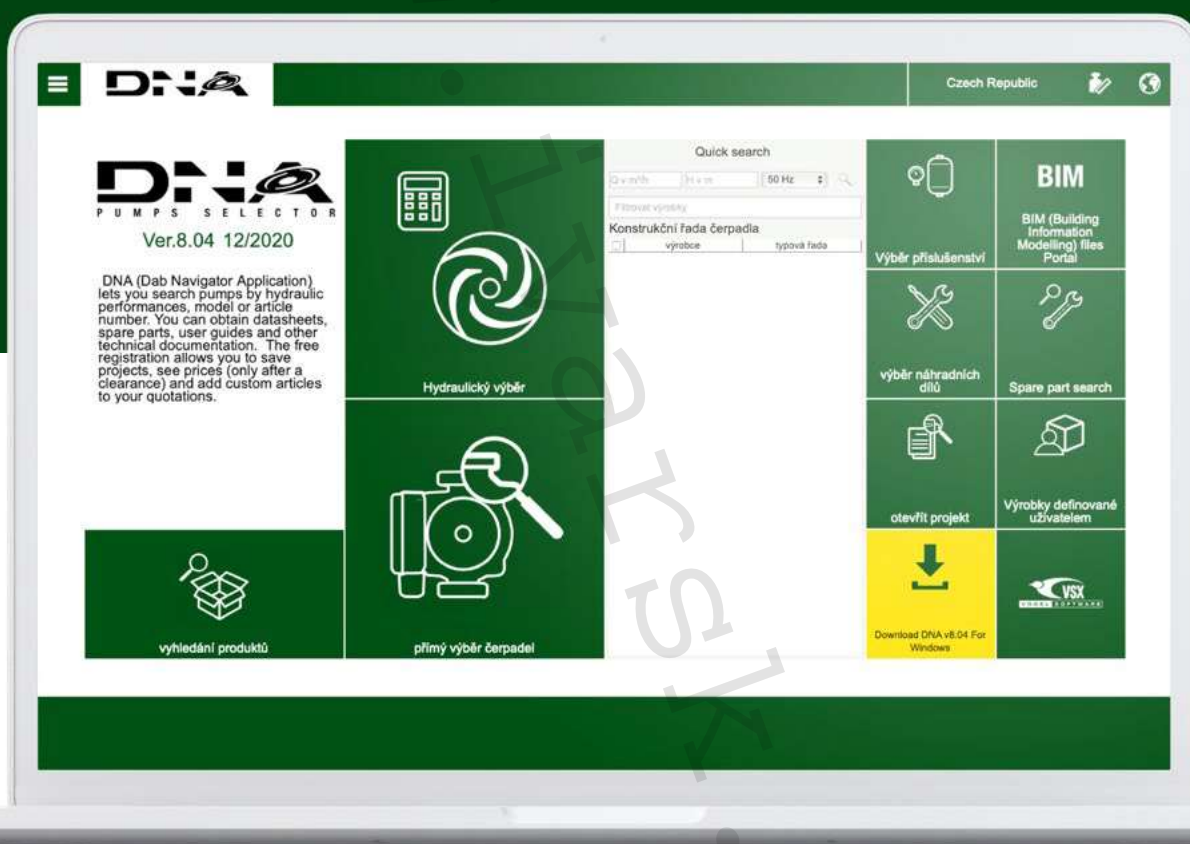 DNA
Czech Republic
DNA
PUMPS SELECTOR
Ver.8.04 12/2020
DNA (Dab Navigator Application)
lets you search pumps by hydraulic
performances, model or article
number. You can obtain datasheets,
spare parts, user guides and other
technical documentation. The free
registration allows you to save
projects, see prices (only after a
clearance) and add custom articles
to your quotations.
vyhledání produktů
Hydraulický výběr
přímý výběr čerpadel
Quick search
Q = m³/h
H = m
50 Hz
Filtrovat výrobky
Konstrukční řada čerpadla
výrobce
typová řada
Výběr příslušenství
BIM
BIM (Building
Information
Modelling) files
Portal
výběr náhradních
dílů
Spare part search
otevřít projekt
Výrobky definované
uživatelem
Download DNA v8.04 For
Windows
VSX
VOGEL SOFTWARE